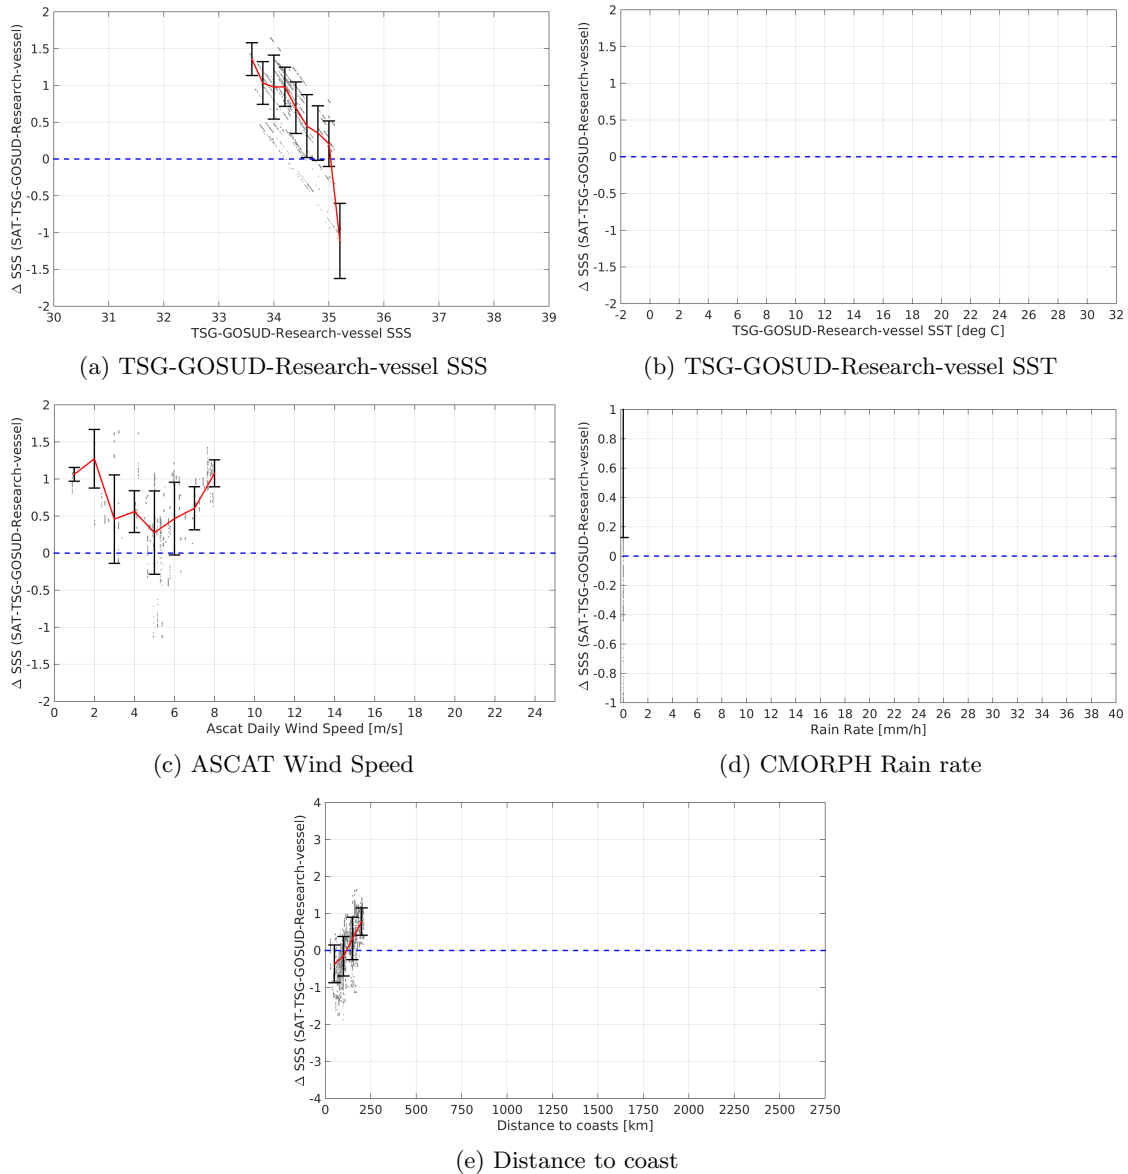 Δ SSS (SAT-TSG-GOSUD-Research-vessel)
2
1.5
1
0.5
0
-0.5
-1
-1.5
-2
30 31 32 33 34 35 36 37 38 39
TSG-GOSUD-Research-vessel SSS
(a) TSG-GOSUD-Research-vessel SSS
Δ SSS (SAT-TSG-GOSUD-Research-vessel)
2
1.5
1
0.5
0
-0.5
-1
-1.5
-2
-2 0 2 4 6 8 10 12 14 16 18 20 22 24 26 28 30 32
TSG-GOSUD-Research-vessel SST [deg C]
(b) TSG-GOSUD-Research-vessel SST
Δ SSS (SAT-TSG-GOSUD-Research-vessel)
2
1.5
1
0.5
0
-0.5
-1
-1.5
-2
0 2 4 6 8 10 12 14 16 18 20 22 24
Ascat Daily Wind Speed [m/s]
(c) ASCAT Wind Speed
Δ SSS (SAT-TSG-GOSUD-Research-vessel)
1
0.8
0.6
0.4
0.2
0
-0.2
-0.4
-0.6
-0.8
-1
0 2 4 6 8 10 12 14 16 18 20 22 24 26 28 30 32 34 36 38 40
Rain Rate [mm/h]
(d) CMORPH Rain rate
Δ SSS (SAT-TSG-GOSUD-Research-vessel)
4
3
2
1
0
-1
-2
-3
-4
0 250 500 750 1000 1250 1500 1750 2000 2250 2500 2750
Distance to coasts [km]
(e) Distance to coast